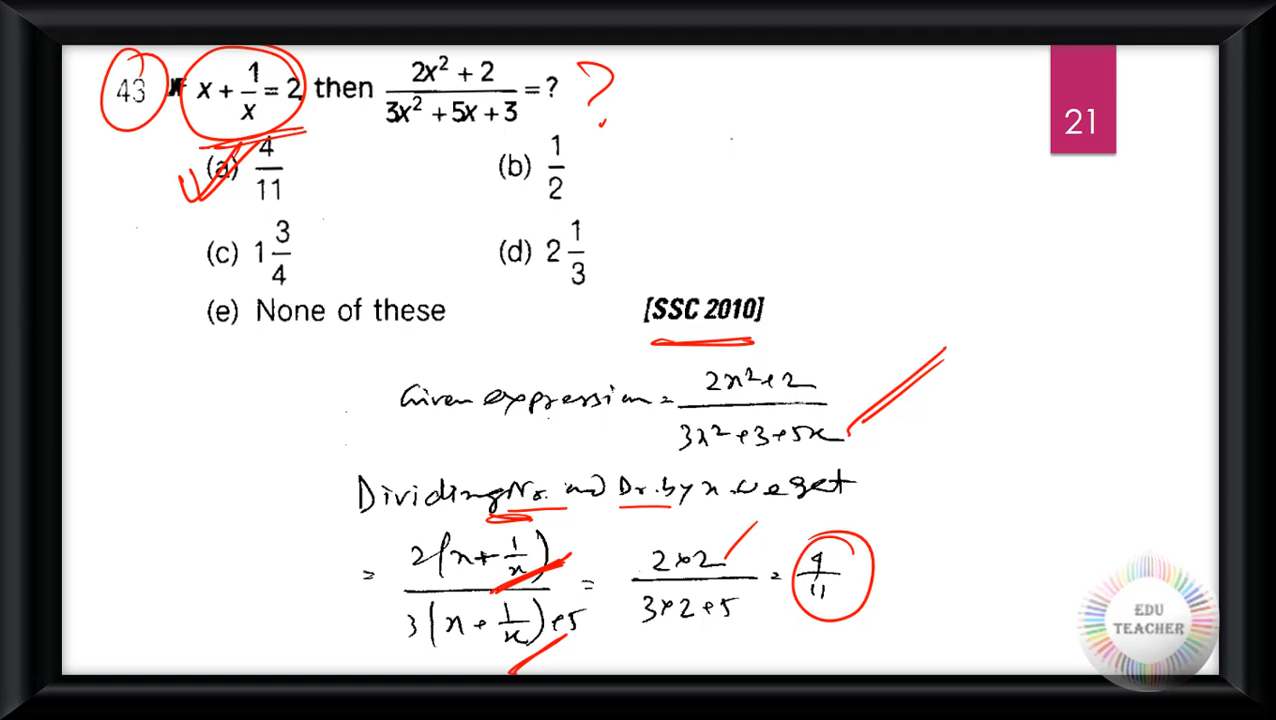 43 If x + 1/x = 2, then (2x² + 2)/(3x² + 5x + 3) = ? ?
21
(a) 4/11 (b) 1/2
(c) 1 3/4 (d) 2 1/3
(e) None of these [SSC 2010]
Given expression = (2x² + 2)/(3x² + 3 + 5x)
Dividing Nr. and Dr. by x we get
= 2(x + 1/x)/(3(x + 1/x) + 5) = (2×2)/(3×2+5) = 4/11
EDU
TEACHER